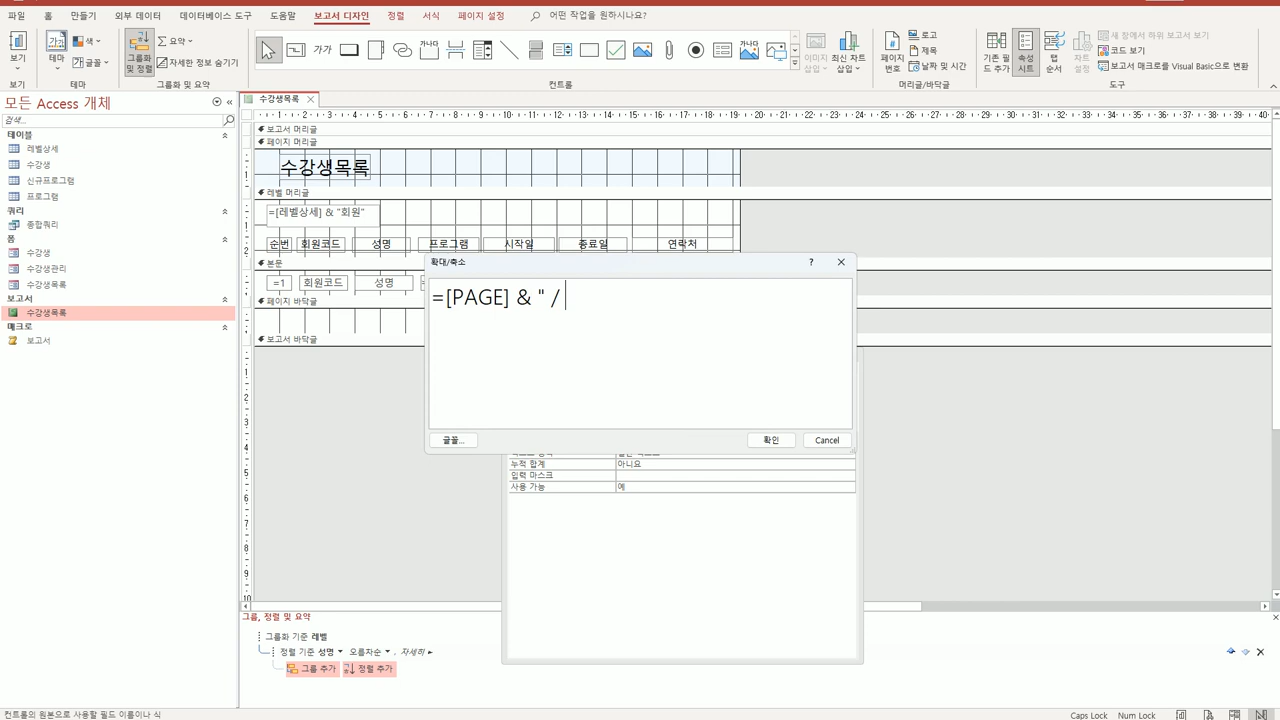 파일 홈 만들기 외부 데이터 데이터베이스 도구 도움말 보고서 디자인 정렬 서식 페이지 설정 어떤 작업을 원하시나요?
보기
테마
색
글꼴
그룹화 및 정렬
요약
자세한 정보 숨기기
가가
가나다
가나다
이미지 삽입
최신 차트 삽입
페이지 번호
로고
제목
날짜 및 시간
기존 필드 추가
속성 시트
탭 순서
차트 설정
새 창에서 하위 보고서 보기
코드 보기
보고서 매크로를 Visual Basic으로 변환
보기 테마 그룹화 및 요약 컨트롤 머리글/바닥글 도구
모든 Access 개체
검색...
테이블
레벨상세
수강생
신규프로그램
프로그램
쿼리
종합쿼리
폼
수강생
수강생관리
수강생목록
보고서
수강생목록
매크로
보고서
수강생목록
보고서 머리글
페이지 머리글
수강생목록
레벨 머리글
=[레벨상세] & "회원"
순번 회원코드 성명 프로그램 시작일 종료일 연락처
본문
=1 회원코드 성명
페이지 바닥글
보고서 바닥글
확대/축소
=[PAGE] & " /
글꼴... 확인 Cancel
누적 합계 아니요
입력 마스크
사용 가능 예
그룹, 정렬 및 요약
그룹화 기준 레벨
정렬 기준 성명 오름차순 , 자세히
그룹 추가 정렬 추가
컨트롤의 원본으로 사용할 필드 이름이나 식
Caps Lock Num Lock